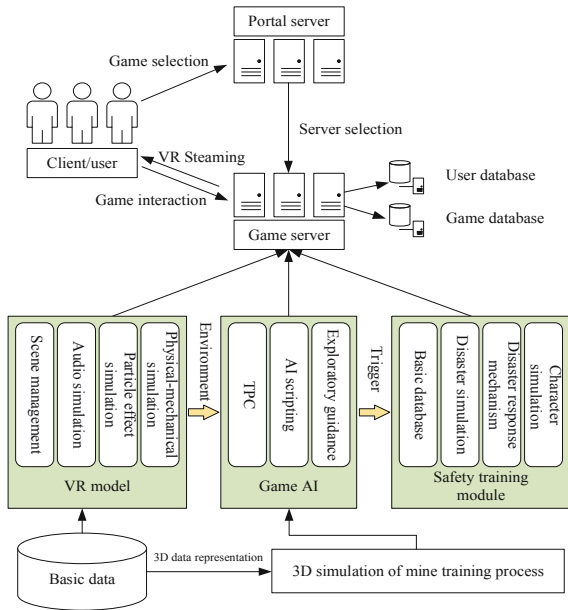 Portal server
Game selection
Server selection
Client/user
VR Steaming
Game interaction
User database
Game database
Game server
Scene management
Audio simulation
Particle effect
simulation
Physical-mechanical
simulation
VR model
Environment
TPC
AI scripting
Exploratory guidance
Game AI
Trigger
Basic database
Disaster simulation
Disaster response
mechanism
Character
simulation
Safety training
module
Basic data
3D data representation
3D simulation of mine training process